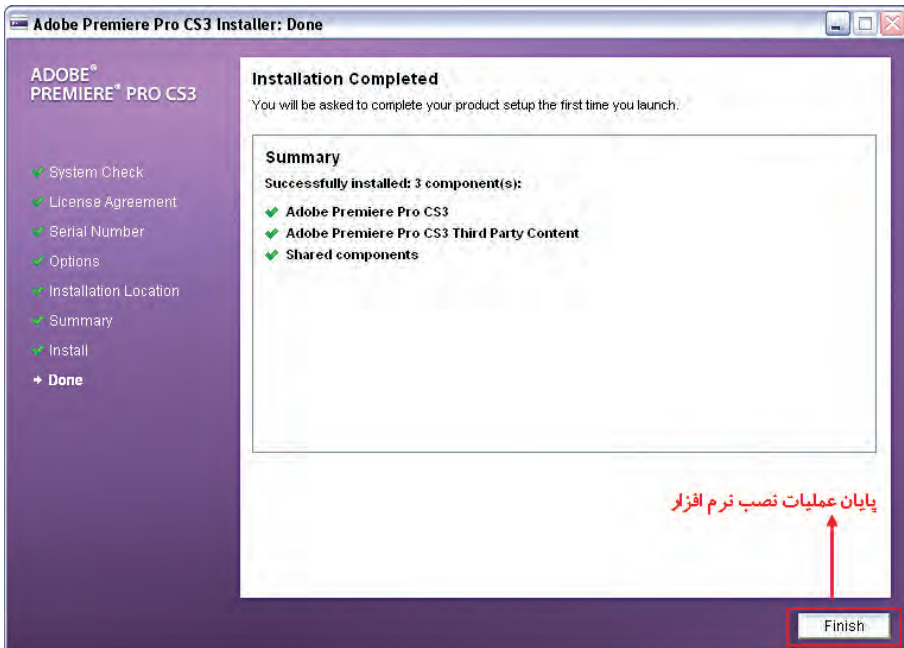 Adobe Premiere Pro CS3 Installer: Done
ADOBE®
PREMIERE® PRO CS3
System Check
License Agreement
Serial Number
Options
Installation Location
Summary
Install
Done
Installation Completed
You will be asked to complete your product setup the first time you launch.
Summary
Successfully installed: 3 component(s):
Adobe Premiere Pro CS3
Adobe Premiere Pro CS3 Third Party Content
Shared components
پایان عملیات نصب نرم افزار
Finish